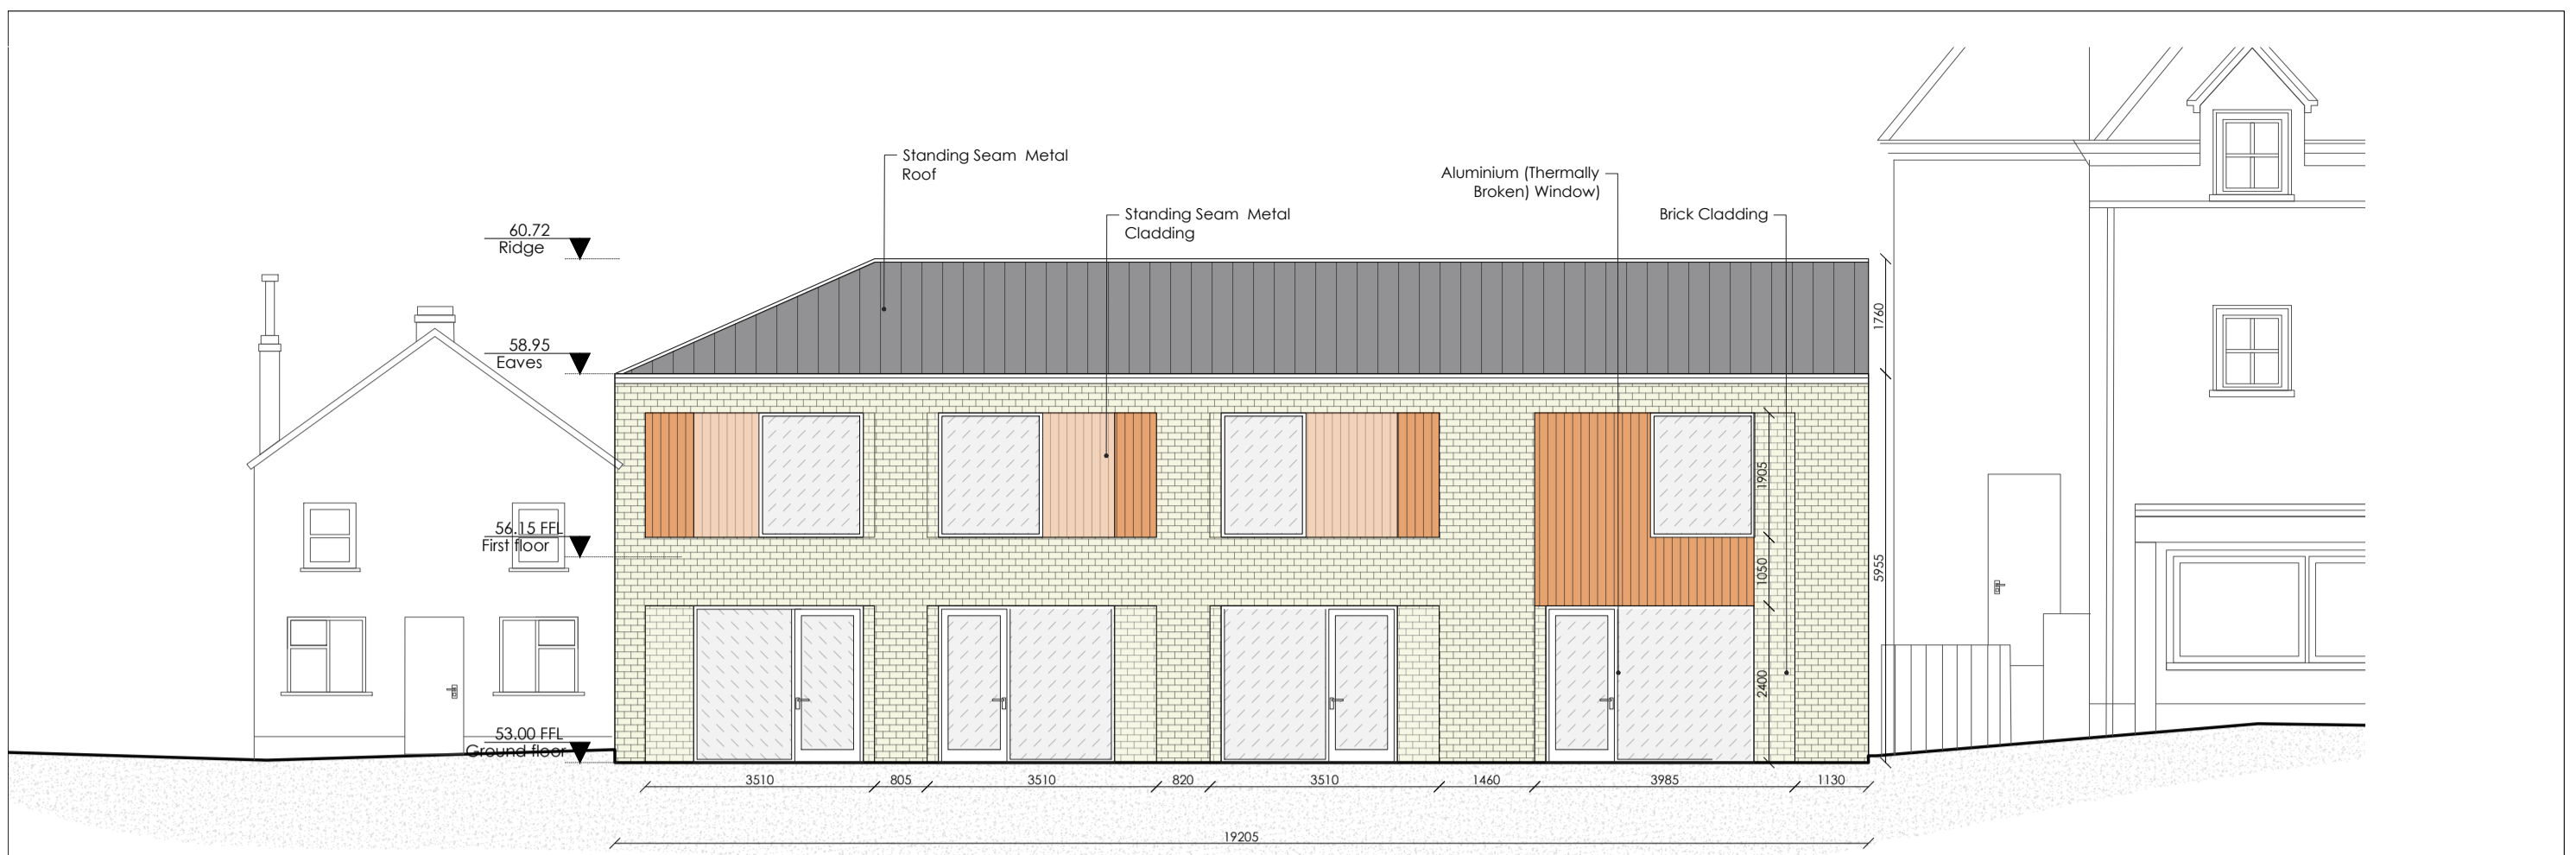 Standing Seam  Metal
Roof
Aluminium (Thermally
Broken) Window)
Standing Seam  Metal
Cladding
Brick Cladding
60.72
Ridge
58.95
Eaves
56.15 FFL
First floor
53.00 FFL
Ground floor
1760
5955
1905
1050
2400
3510
805
3510
820
3510
1460
3985
1130
19205